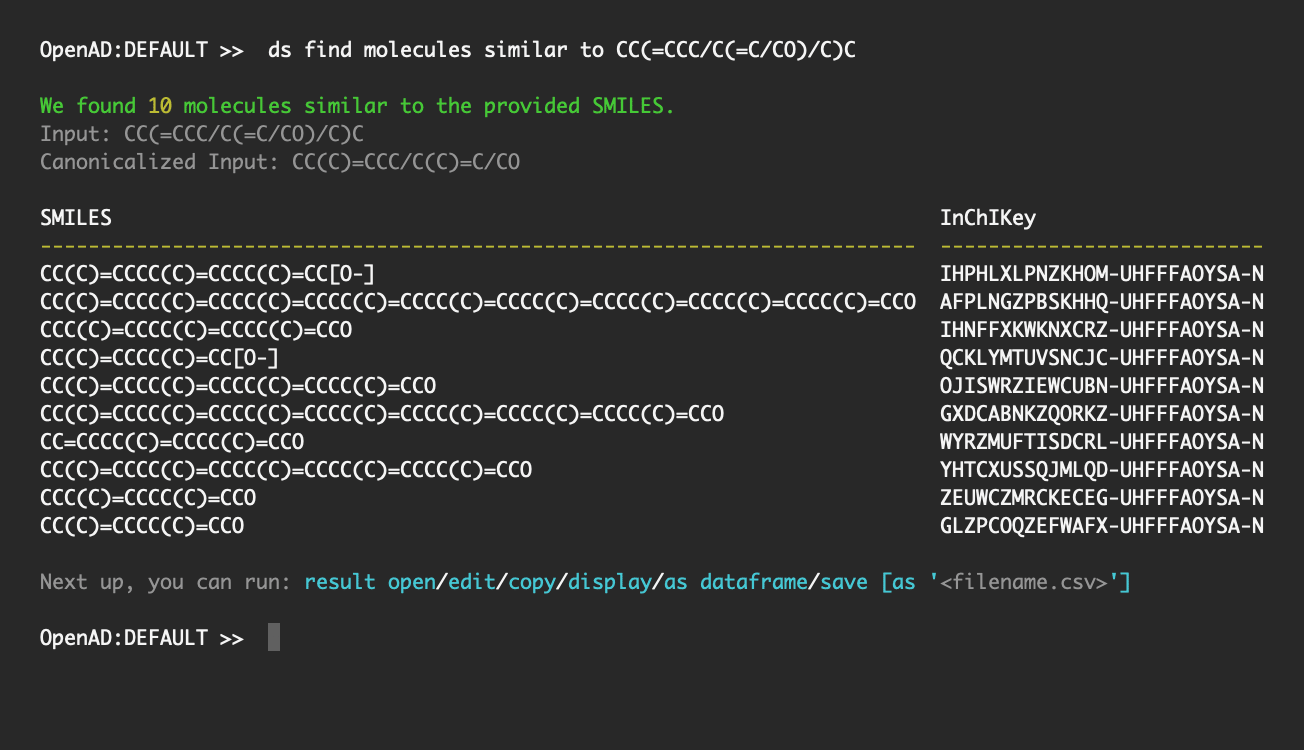 OpenAD:DEFAULT >> ds find molecules similar to CC(=CCC/C(=C/CO)/C)C
We found 10 molecules similar to the provided SMILES.
Input: CC(=CCC/C(=C/CO)/C)C
Canonicalized Input: CC(C)=CCC/C(C)=C/CO
SMILES InChIKey
CC(C)=CCCC(C)=CCCC(C)=CC[O-] IHPHLXLPNZKHOM-UHFFFAOYSA-N
CC(C)=CCCC(C)=CCCC(C)=CCCC(C)=CCCC(C)=CCCC(C)=CCCC(C)=CCCC(C)=CCO AFPLNGZPBSKHHQ-UHFFFAOYSA-N
CCC(C)=CCCC(C)=CCCC(C)=CCO IHNFFXKWKNXCRZ-UHFFFAOYSA-N
CC(C)=CCCC(C)=CC[O-] QCKLYMTUVSNCJC-UHFFFAOYSA-N
CC(C)=CCCC(C)=CCCC(C)=CCCC(C)=CCO OJISWRZIEWCUBN-UHFFFAOYSA-N
CC(C)=CCCC(C)=CCCC(C)=CCCC(C)=CCCC(C)=CCCC(C)=CCCC(C)=CCO GXDCABNKZQORKZ-UHFFFAOYSA-N
CC=CCCC(C)=CCCC(C)=CCO WYRZMUFTISDCRL-UHFFFAOYSA-N
CC(C)=CCCC(C)=CCCC(C)=CCCC(C)=CCCC(C)=CCO YHTCXUSSQJMLQD-UHFFFAOYSA-N
CCC(C)=CCCC(C)=CCO ZEUWCZMRCKECEG-UHFFFAOYSA-N
CC(C)=CCCC(C)=CCO GLZPCOQZEFWAFX-UHFFFAOYSA-N
Next up, you can run: result open/edit/copy/display/as dataframe/save [as '<filename.csv>']
OpenAD:DEFAULT >>